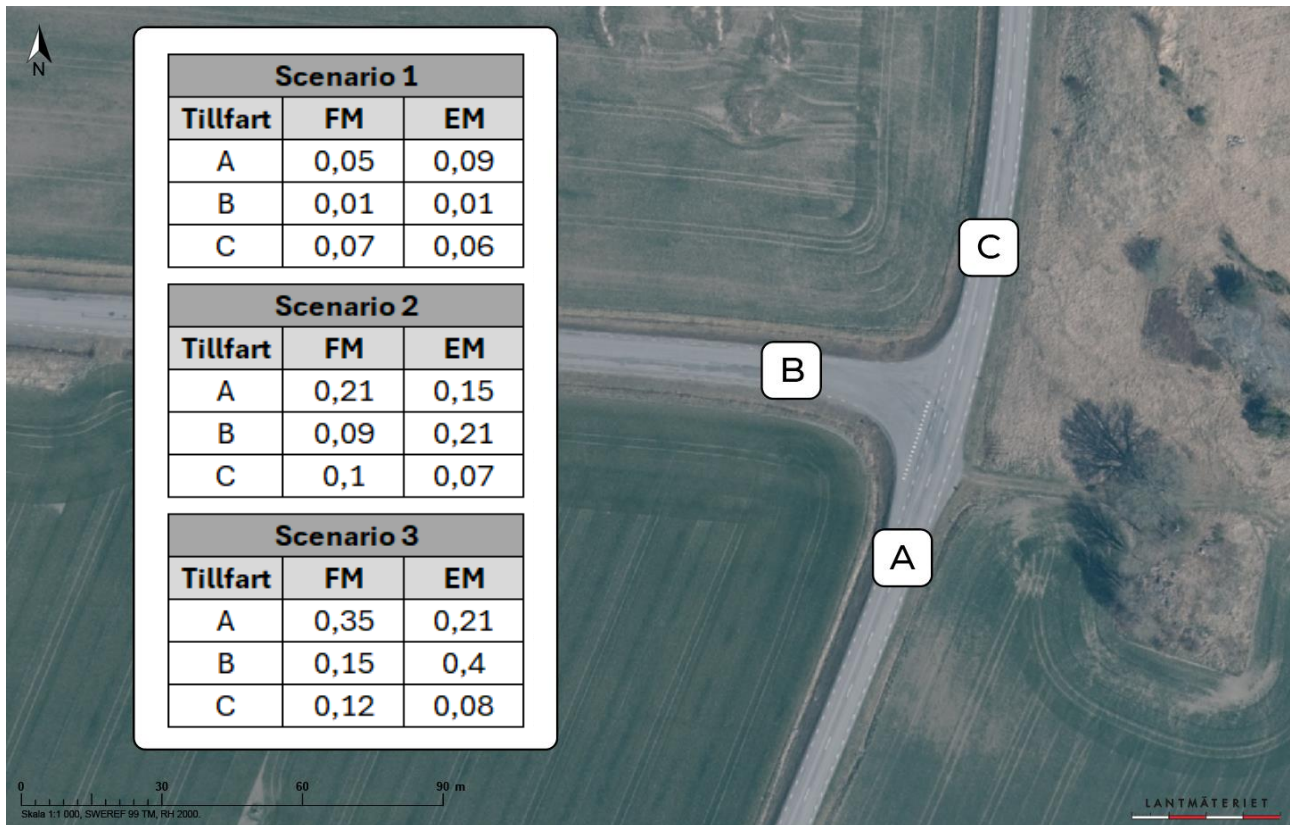 N
Scenario 1
Tillfart FM EM
A 0,05 0,09
B 0,01 0,01
C 0,07 0,06
Scenario 2
Tillfart FM EM
A 0,21 0,15
B 0,09 0,21
C 0,1 0,07
Scenario 3
Tillfart FM EM
A 0,35 0,21
B 0,15 0,4
C 0,12 0,08
C
B
A
0 30 60 90 m
Skala 1:1 000, SWEREF 99 TM, RH 2000.
LANTMÄTERIET